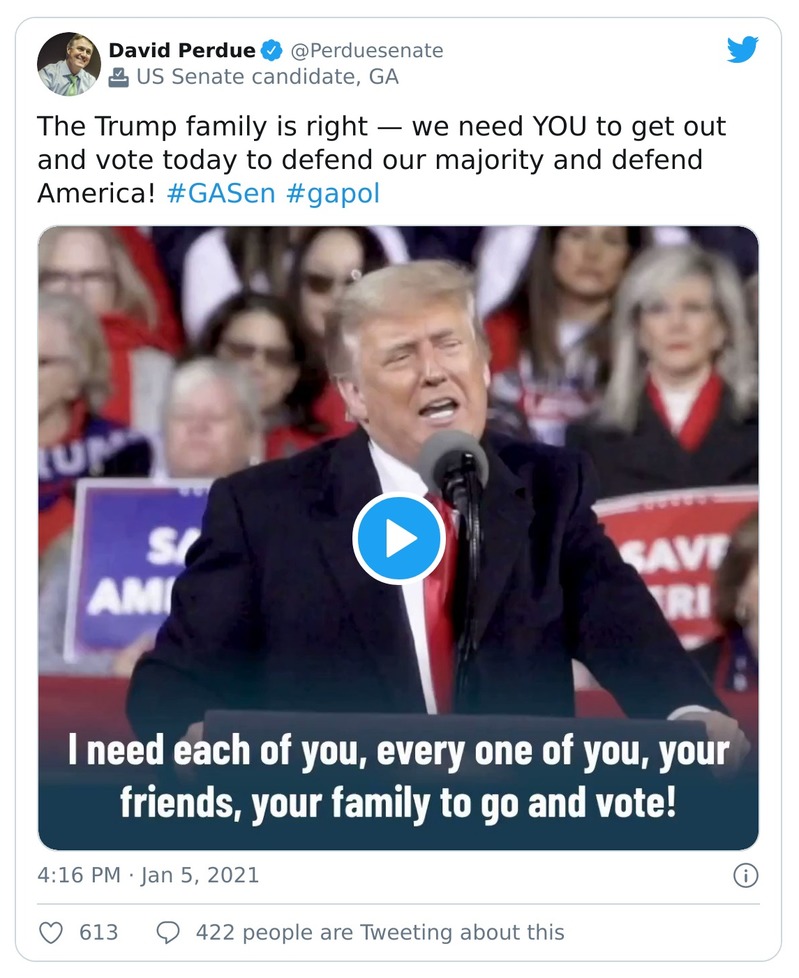 David Perdue @Perduesenate
US Senate candidate, GA
The Trump family is right — we need YOU to get out
and vote today to defend our majority and defend
America! #GASen #gapol
RUM
SA
AMI
SAVE
ERI
I need each of you, every one of you, your
friends, your family to go and vote!
4:16 PM · Jan 5, 2021
613 422 people are Tweeting about this